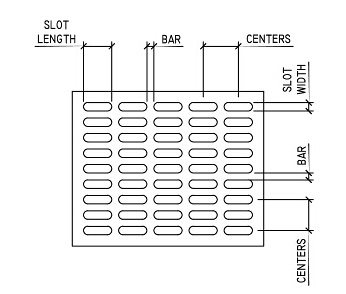 SLOT
LENGTH
BAR
CENTERS
SLOT
WIDTH
BAR
CENTERS